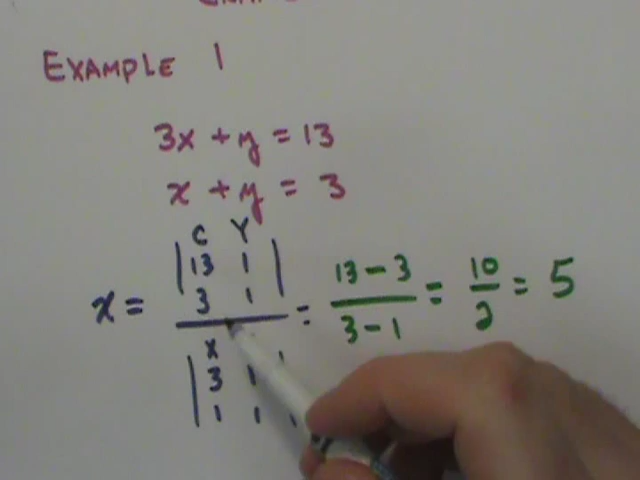 EXAMPLE 1
3x + y = 13
x + y = 3
C Y
x = |13 1| = 13 - 3 = 10 = 5
3 1 3 - 1 2
x
3 1
1 1